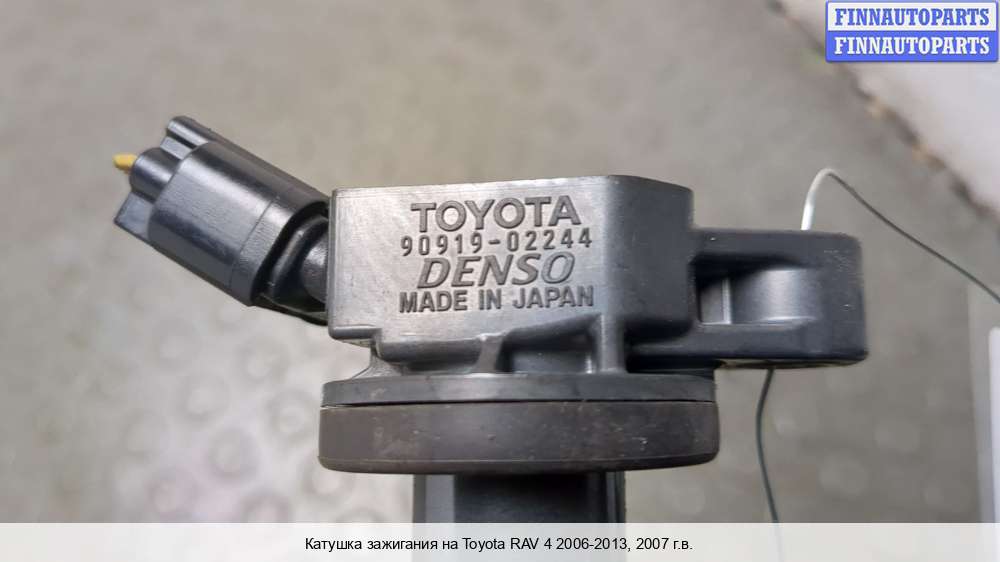 FINNAUTOPARTS
FINNAUTOPARTS
TOYOTA
90919-02244
DENSO
MADE IN JAPAN
Катушка зажигания на Toyota RAV 4 2006-2013, 2007 г.в.